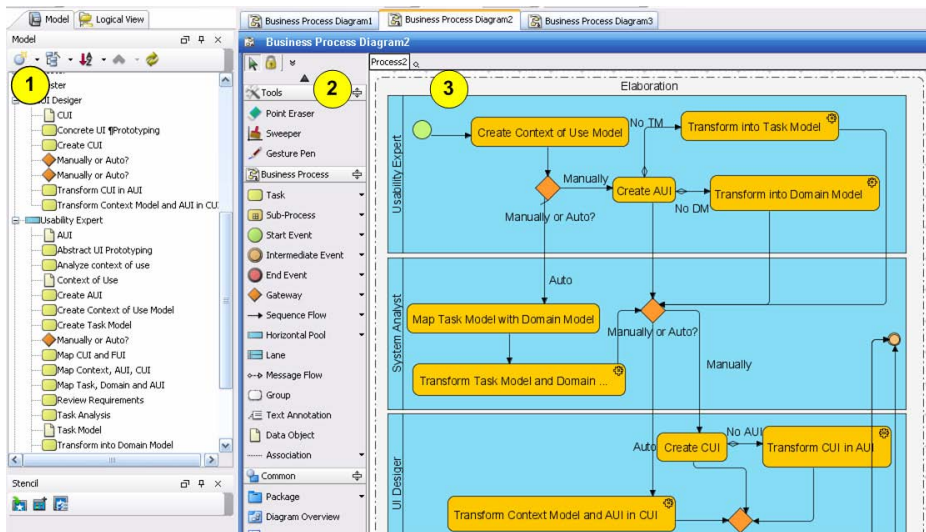 Model
Logical View
Business Process Diagram1
Business Process Diagram2
Business Process Diagram3
Model
1
ster
UI Desiger
CUI
Concrete UI ¶Prototyping
Create CUI
Manually or Auto?
Manually or Auto?
Transform CUI in AUI
Transform Context Model and AUI in CU
Usability Expert
AUI
Abstract UI Prototyping
Analyze context of use
Context of Use
Create AUI
Create Context of Use Model
Create Task Model
Manually or Auto?
Map CUI and FUI
Map Context, AUI, CUI
Map Task, Domain and AUI
Review Requirements
Task Analysis
Task Model
Transform into Domain Model
Stencil
Business Process Diagram2
2
Tools
Point Eraser
Sweeper
Gesture Pen
Business Process
Task
Sub-Process
Start Event
Intermediate Event
End Event
Gateway
Sequence Flow
Horizontal Pool
Lane
Message Flow
Group
Text Annotation
Data Object
Association
Common
Package
Diagram Overview
Process2
3
Elaboration
Usability Expert
Create Context of Use Model
No TM
Transform into Task Model
Manually
Create AUI
Transform into Domain Model
No DM
Manually or Auto?
Auto
System Analyst
Map Task Model with Domain Model
Manually or Auto?
Transform Task Model and Domain ...
Manually
UI Desiger
Auto
Create CUI
No AUI
Transform CUI in AUI
Transform Context Model and AUI in CUI